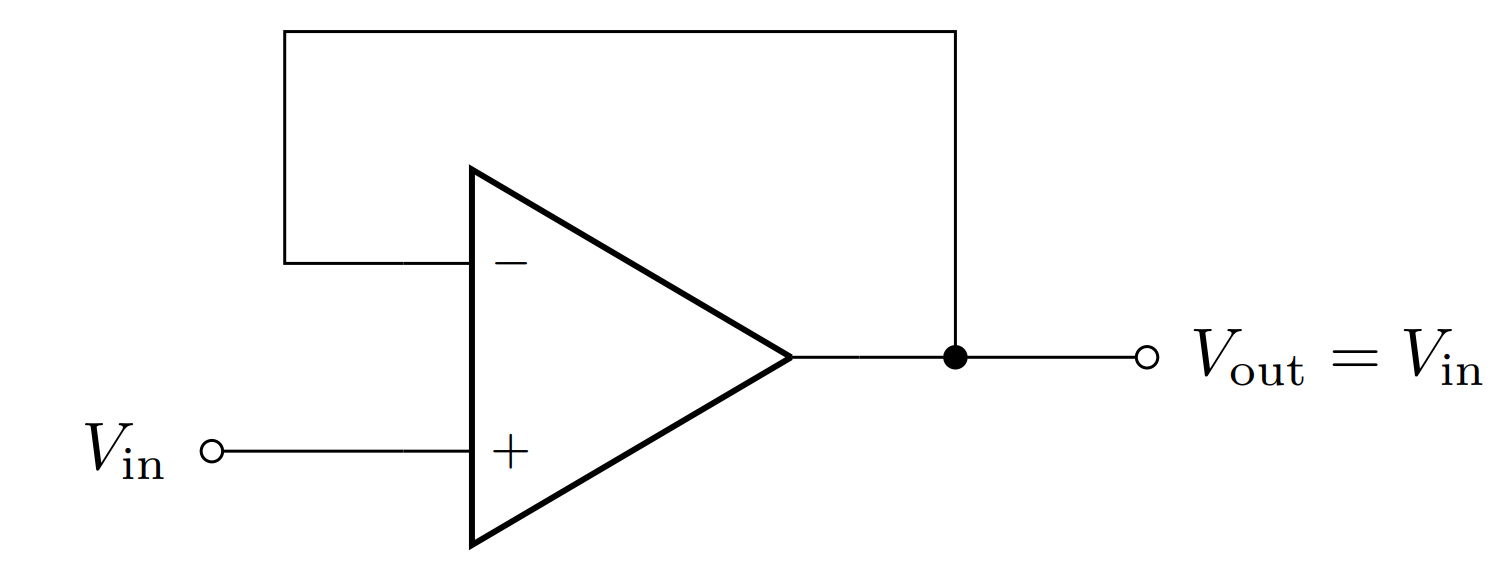 −
V_out = V_in
V_in
+